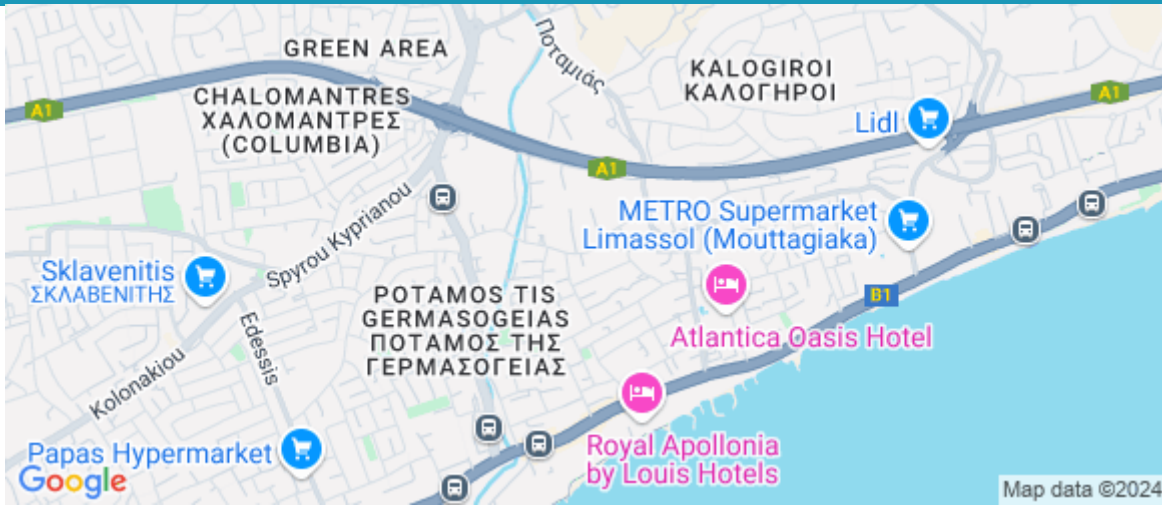 GREEN AREA
Ποταμιάς
KALOGIROI
ΚΑΛΟΓΗΡΟΙ
A1
A1
CHALOMANTRES
ΧΑΛΟΜΑΝΤΡΕΣ
(COLUMBIA)
Lidl
A1
Spyrou Kyprianou
METRO Supermarket
Limassol (Mouttagiaka)
Sklavenitis
ΣΚΛΑΒΕΝΙΤΗΣ
POTAMOS TIS
GERMASOGEIAS
ΠΟΤΑΜΟΣ ΤΗΣ
ΓΕΡΜΑΣΟΓΕΙΑΣ
B1
Edessis
Atlantica Oasis Hotel
Kolonakiou
Papas Hypermarket
Royal Apollonia
by Louis Hotels
Google
Map data ©2024